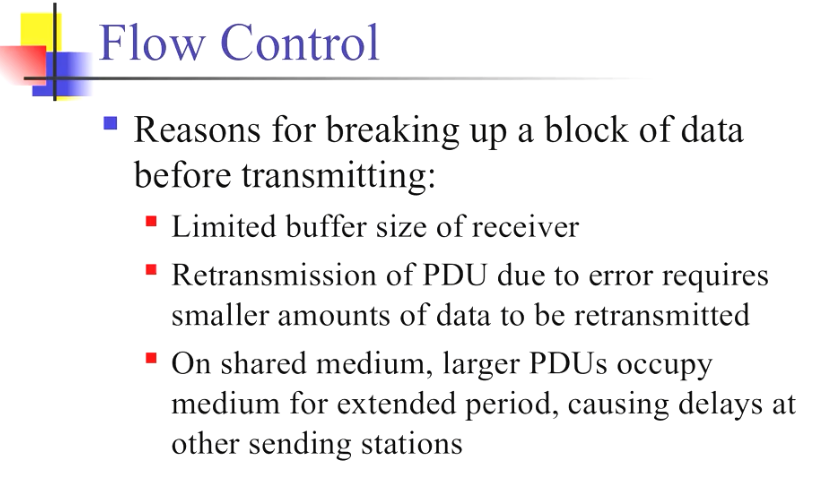 Flow Control
Reasons for breaking up a block of data
before transmitting:
Limited buffer size of receiver
Retransmission of PDU due to error requires
smaller amounts of data to be retransmitted
On shared medium, larger PDUs occupy
medium for extended period, causing delays at
other sending stations